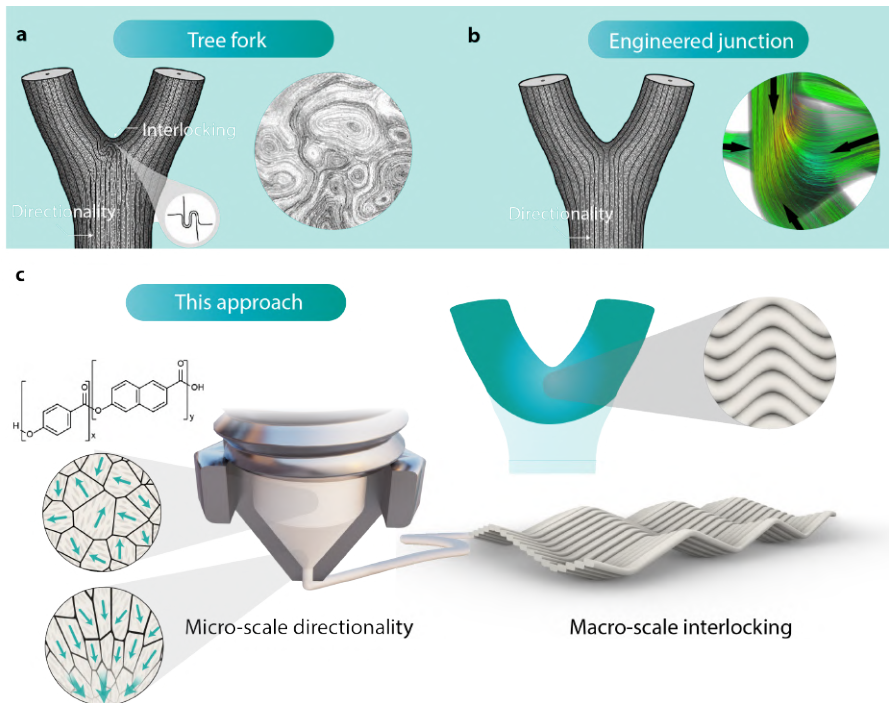 a
Tree fork
Interlocking
Directionality
b
Engineered junction
Directionality
c
This approach
H
O
O
x
O
O
OH
y
Micro-scale directionality
Macro-scale interlocking